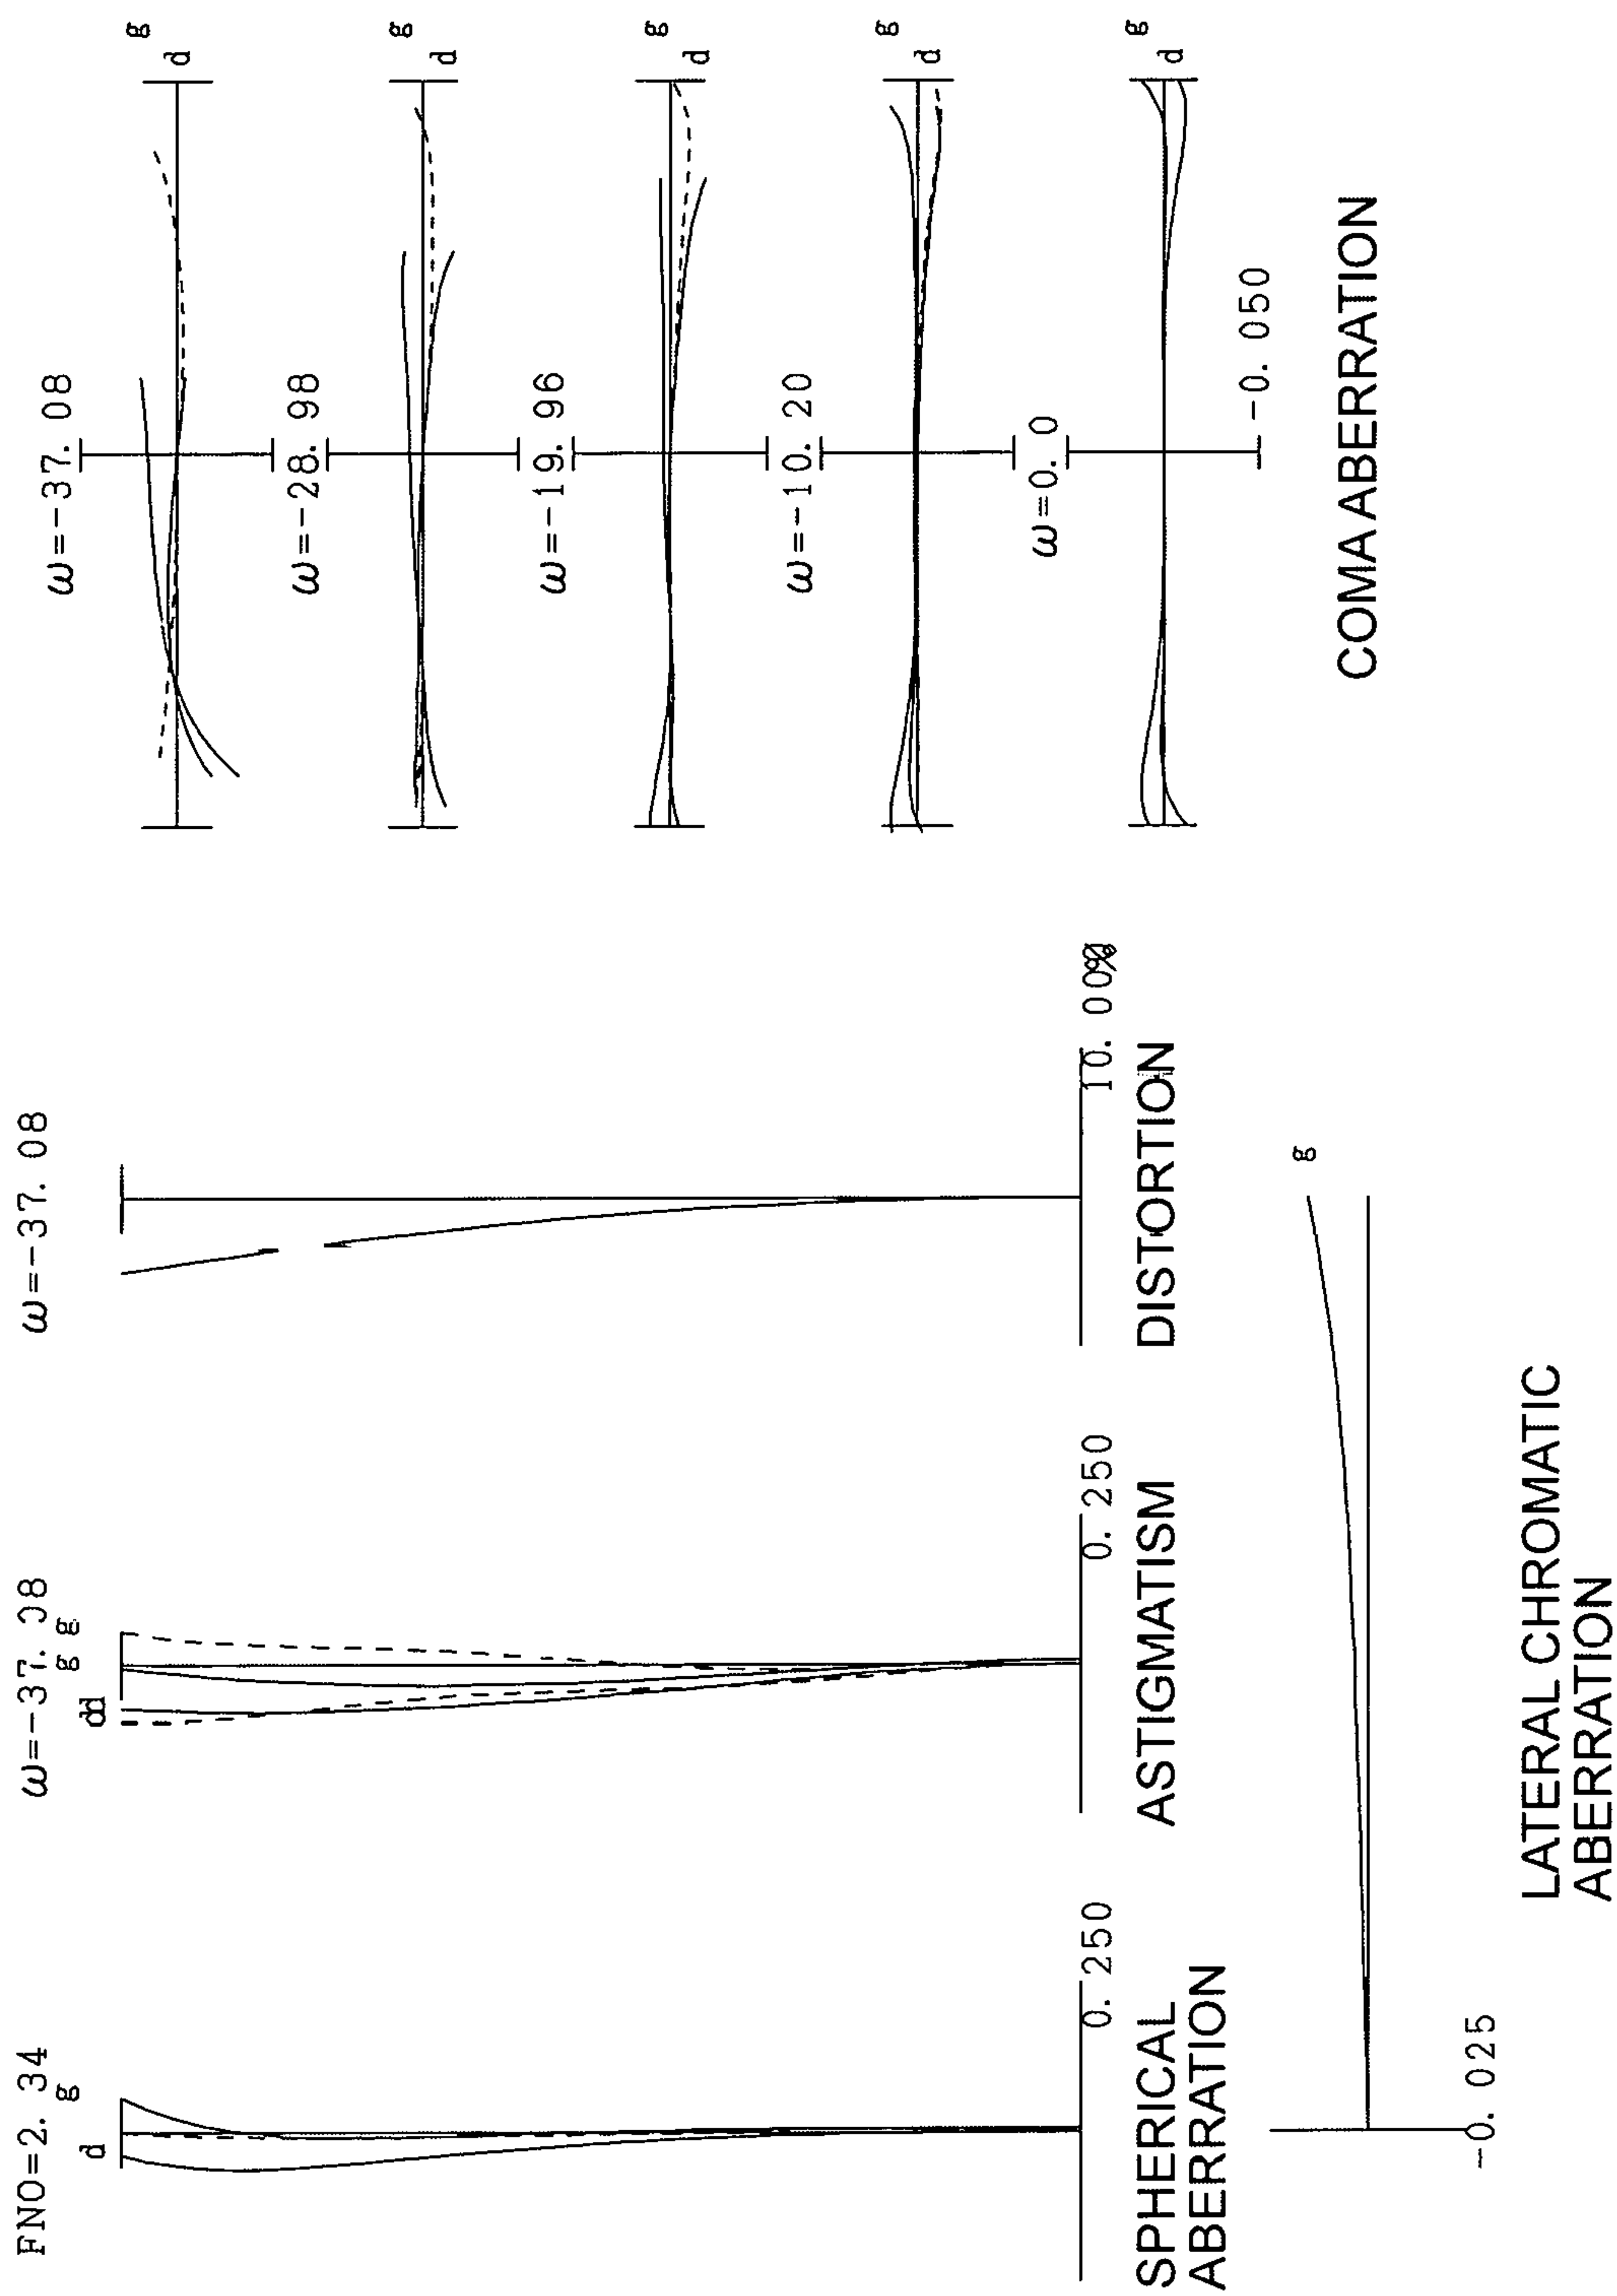 FNO=2. 34
g
d
0. 250
SPHERICAL
ABERRATION
ω=-37. 08
g g
dd
0. 250
ASTIGMATISM
ω=-37. 08
10. 00%
DISTORTION
ω=-37. 08
g
d
ω=-28. 98
g
d
ω=-19. 96
g
d
ω=-10. 20
g
d
ω=0. 0
g
d
-0. 050
COMA ABERRATION
g
-0. 025
LATERAL CHROMATIC
ABERRATION